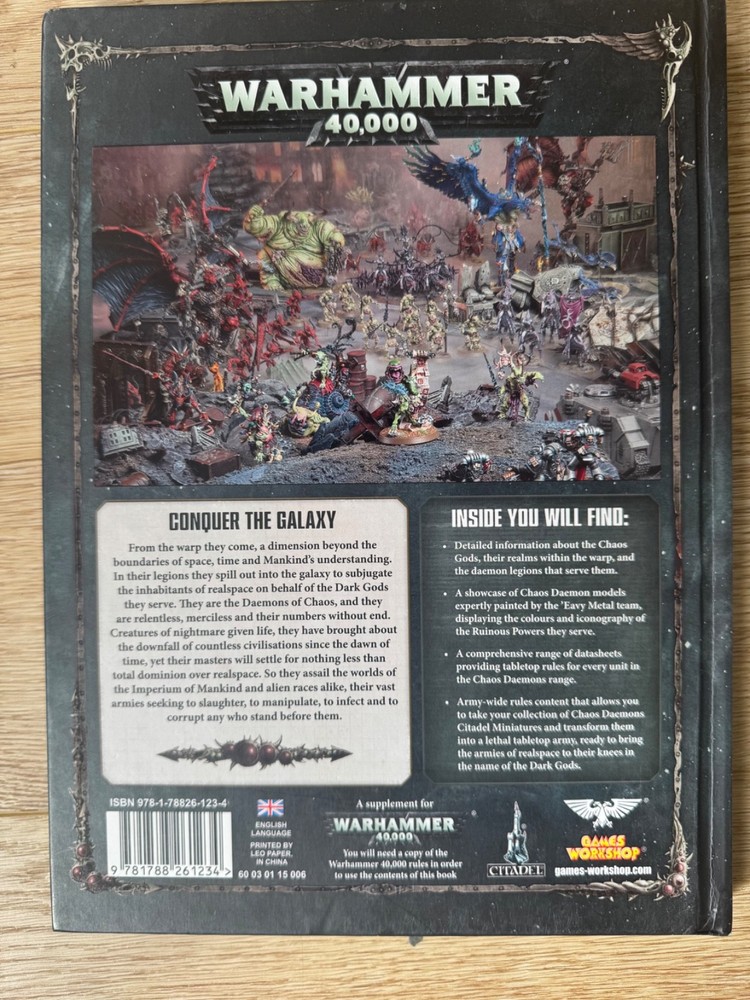 WARHAMMER
40,000
CONQUER THE GALAXY
From the warp they come, a dimension beyond the
boundaries of space, time and Mankind's understanding.
In their legions they spill out into the galaxy to subjugate
the inhabitants of realspace on behalf of the Dark Gods
they serve. They are the Daemons of Chaos, and they
are relentless, merciless and their numbers without end.
Creatures of nightmare given life, they have brought about
the downfall of countless civilisations since the dawn of
time, yet their masters will settle for nothing less than
total dominion over realspace. So they assail the worlds of
the Imperium of Mankind and alien races alike, their vast
armies seeking to slaughter, to manipulate, to infect and to
corrupt any who stand before them.
INSIDE YOU WILL FIND:
• Detailed information about the Chaos
Gods, their realms within the warp, and
the daemon legions that serve them.
• A showcase of Chaos Daemon models
expertly painted by the 'Eavy Metal team,
displaying the colours and iconography of
the Ruinous Powers they serve.
• A comprehensive range of datasheets
providing tabletop rules for every unit in
the Chaos Daemons range.
• Army-wide rules content that allows you
to take your collection of Chaos Daemons
Citadel Miniatures and transform them
into a lethal tabletop army, ready to bring
the armies of realspace to their knees in
the name of the Dark Gods.
ISBN 978-1-78826-123-4
9 781788 261234 >
ENGLISH
LANGUAGE
PRINTED BY
LEO PAPER,
IN CHINA
60 03 01 15 006
A supplement for
WARHAMMER
40,000
You will need a copy of the
Warhammer 40,000 rules in order
to use the contents of this book
CITADEL
GAMES
WORKSHOP
games-workshop.com